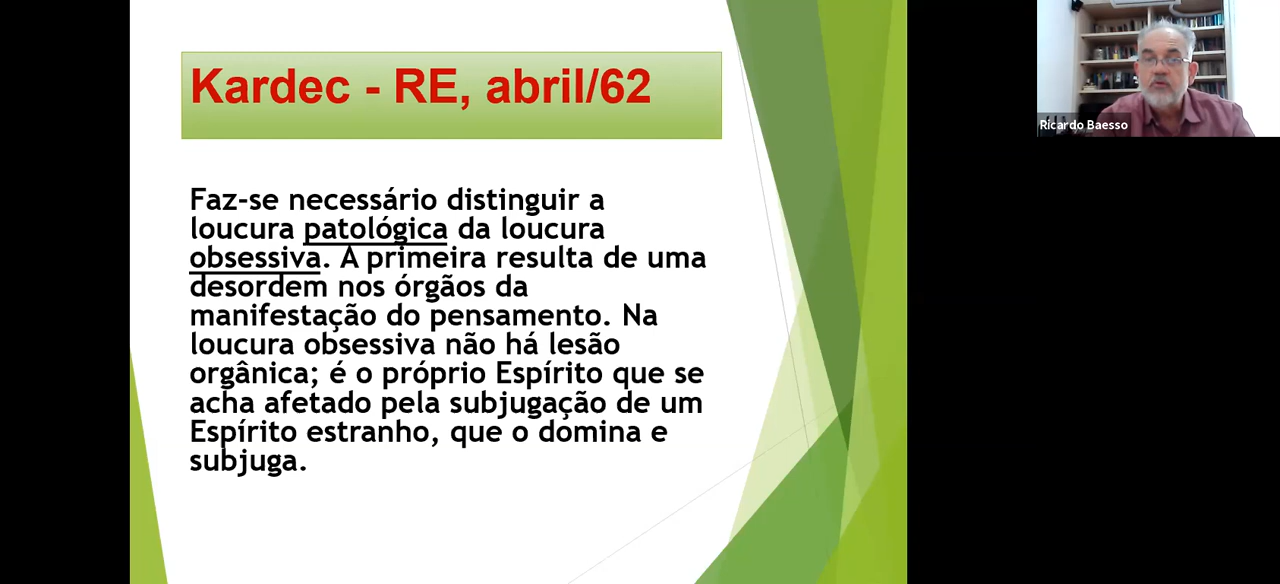 Kardec - RE, abril/62
Faz-se necessário distinguir a
loucura patológica da loucura
obsessiva. A primeira resulta de uma
desordem nos órgãos da
manifestação do pensamento. Na
loucura obsessiva não há lesão
orgânica; é o próprio Espírito que se
acha afetado pela subjugação de um
Espírito estranho, que o domina e
subjuga.
Ricardo Baesso